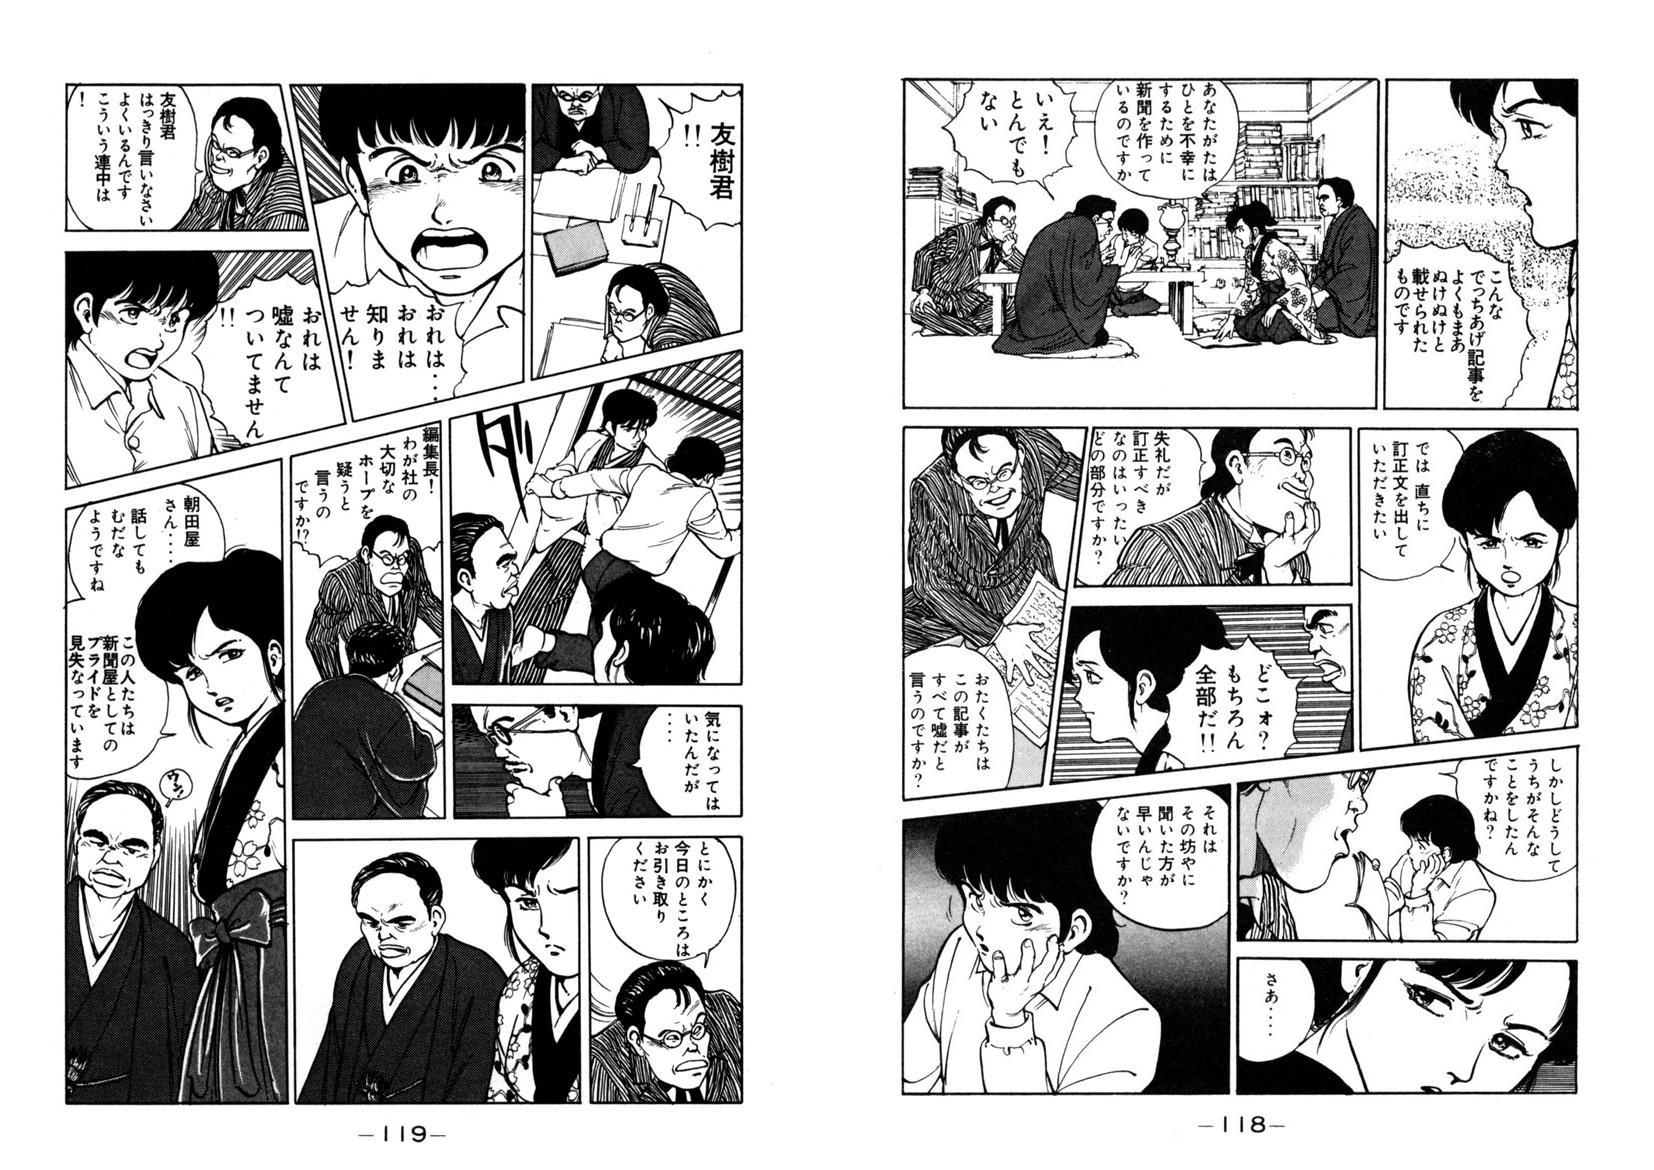 こんな
でっちあげ記事を
よくもまあ
ぬけぬけと
載せられた
ものです
あなたがたは
ひとを不幸に
するために
新聞を作って
いるのですか
いえ！
とんでも
ない
では 直ちに
訂正文を出して
いただきたい
失礼だが
訂正すべき
なのはいったい
どの部分ですか？
どこォ？
もちろん
全部だ!!
おたくたちは
この記事が
すべて嘘だと
言うのですか？
しかしどうして
うちがそんな
ことをしたん
ですかね？
それは
その坊やに
聞いた方が
早いんじゃ
ないですか？
さあ‥‥
—118—
友樹君
!!
おれは‥‥
おれは
知りま
せん！
友樹君
はっきり言いなさい
よくいるんです
こういう連中は
！
おれは
嘘なんて
ついてません
!!
ダッ
編集長！
わが社の
大切な
ホープを
疑うと
言うの
ですか!?
気になっては
いたんだが
‥‥
朝田屋
さん‥‥
話しても
むだな
ようですね
この人たちは
新聞屋としての
プライドを
見失なっています
ウン！
とにかく
今日のところは
お引き取り
ください
—119—